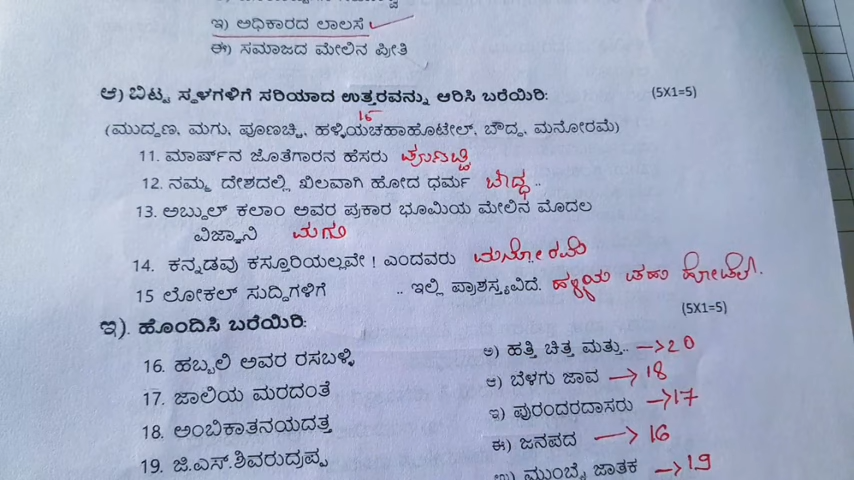 ಇ) ಅಧಿಕಾರದ ಲಾಲಸೆ
ಈ) ಸಮಾಜದ ಮೇಲಿನ ಪ್ರೀತಿ
ಆ) ಬಿಟ್ಟ ಸ್ಥಳಗಳಿಗೆ ಸರಿಯಾದ ಉತ್ತರವನ್ನು ಆರಿಸಿ ಬರೆಯಿರಿ: (5X1=5)
15
(ಮುದ್ದಣ, ಮಗು, ಪೂಣಚ್ಚಿ, ಹಳ್ಳಿಯಚಹಾಹೊಟೇಲ್, ಬೌದ್ಧ, ಮನೋರಮೆ)
11. ಮಾರ್ಷ್‌ನ ಜೊತೆಗಾರನ ಹೆಸರು ಪೂಣಚ್ಚಿ
12. ನಮ್ಮ ದೇಶದಲ್ಲಿ ಖಿಲವಾಗಿ ಹೋದ ಧರ್ಮ ಬೌದ್ಧ ..
13. ಅಬ್ದುಲ್ ಕಲಾಂ ಅವರ ಪ್ರಕಾರ ಭೂಮಿಯ ಮೇಲಿನ ಮೊದಲ
ವಿಜ್ಞಾನಿ ಮಗು
14. ಕನ್ನಡವು ಕಸ್ತೂರಿಯಲ್ಲವೇ ! ಎಂದವರು ಮನೋರಮೆ
15 ಲೋಕಲ್ ಸುದ್ದಿಗಳಿಗೆ .. ಇಲ್ಲಿ ಪ್ರಾಶಸ್ತ್ಯವಿದೆ. ಹಳ್ಳಿಯ ಚಹಾ ಹೋಟೆಲ್.
ಇ). ಹೊಂದಿಸಿ ಬರೆಯಿರಿ: (5X1=5)
16. ಹಬ್ಬಲಿ ಅವರ ರಸಬಳ್ಳಿ ಅ) ಹತ್ತಿ ಚಿತ್ತ ಮತ್ತು.. →20
17. ಜಾಲಿಯ ಮರದಂತೆ ಆ) ಬೆಳಗು ಜಾವ →18
18. ಅಂಬಿಕಾತನಯದತ್ತ ಇ) ಪುರಂದರದಾಸರು →17
19. ಜಿ.ಎಸ್.ಶಿವರುದ್ರಪ್ಪ ಈ) ಜನಪದ →16
ಉ) ಮುಂಬೈ ಜಾತಕ →19